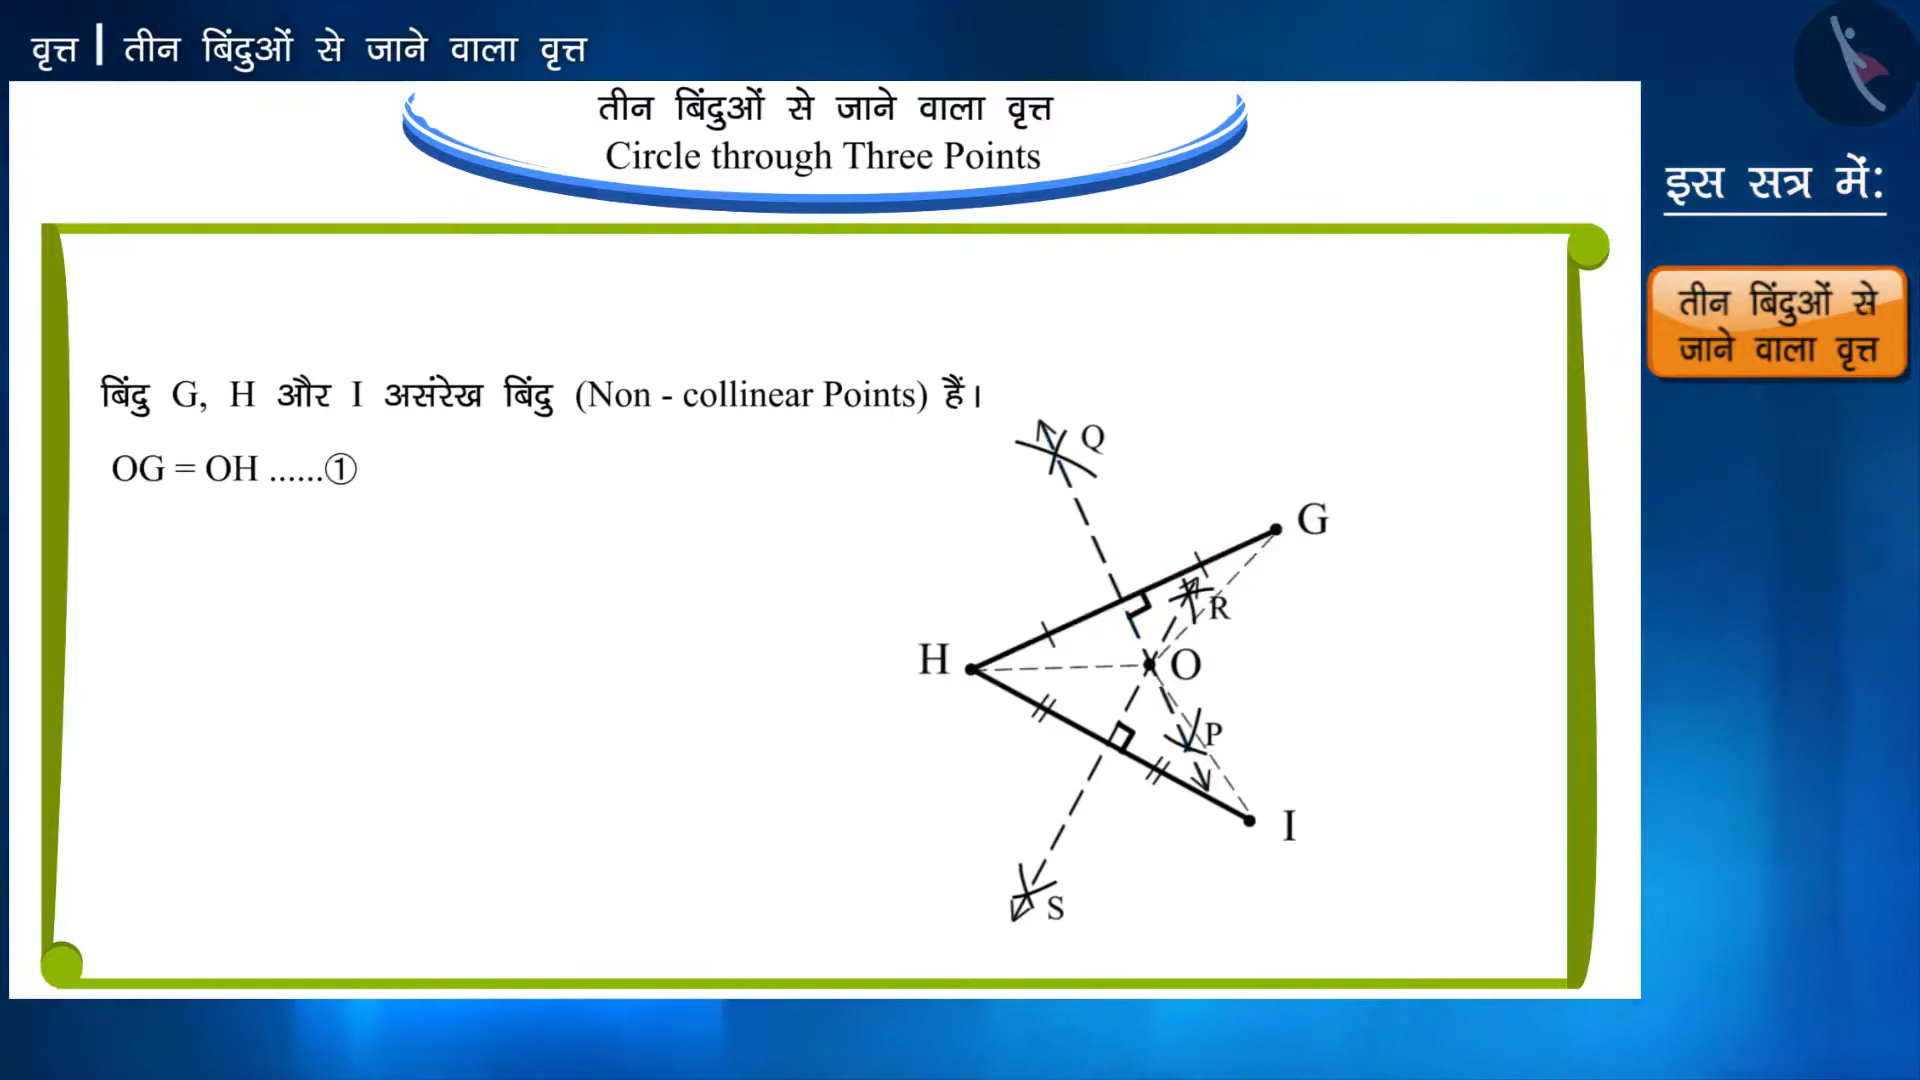 वृत्त | तीन बिंदुओं से जाने वाला वृत्त
तीन बिंदुओं से जाने वाला वृत्त
Circle through Three Points
इस सत्र में:
तीन बिंदुओं से
जाने वाला वृत्त
बिंदु G, H और I असंरेख बिंदु (Non - collinear Points) हैं।
OG = OH ......①
Q
G
R
H
O
P
I
S